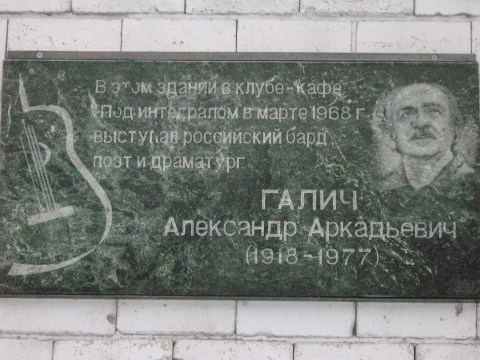 В этом здании в клубе-кафе
"Под интегралом" в марте 1968 г
выступал российский бард
поэт и драматург
ГАЛИЧ
Александр Аркадьевич
(1918-1977)